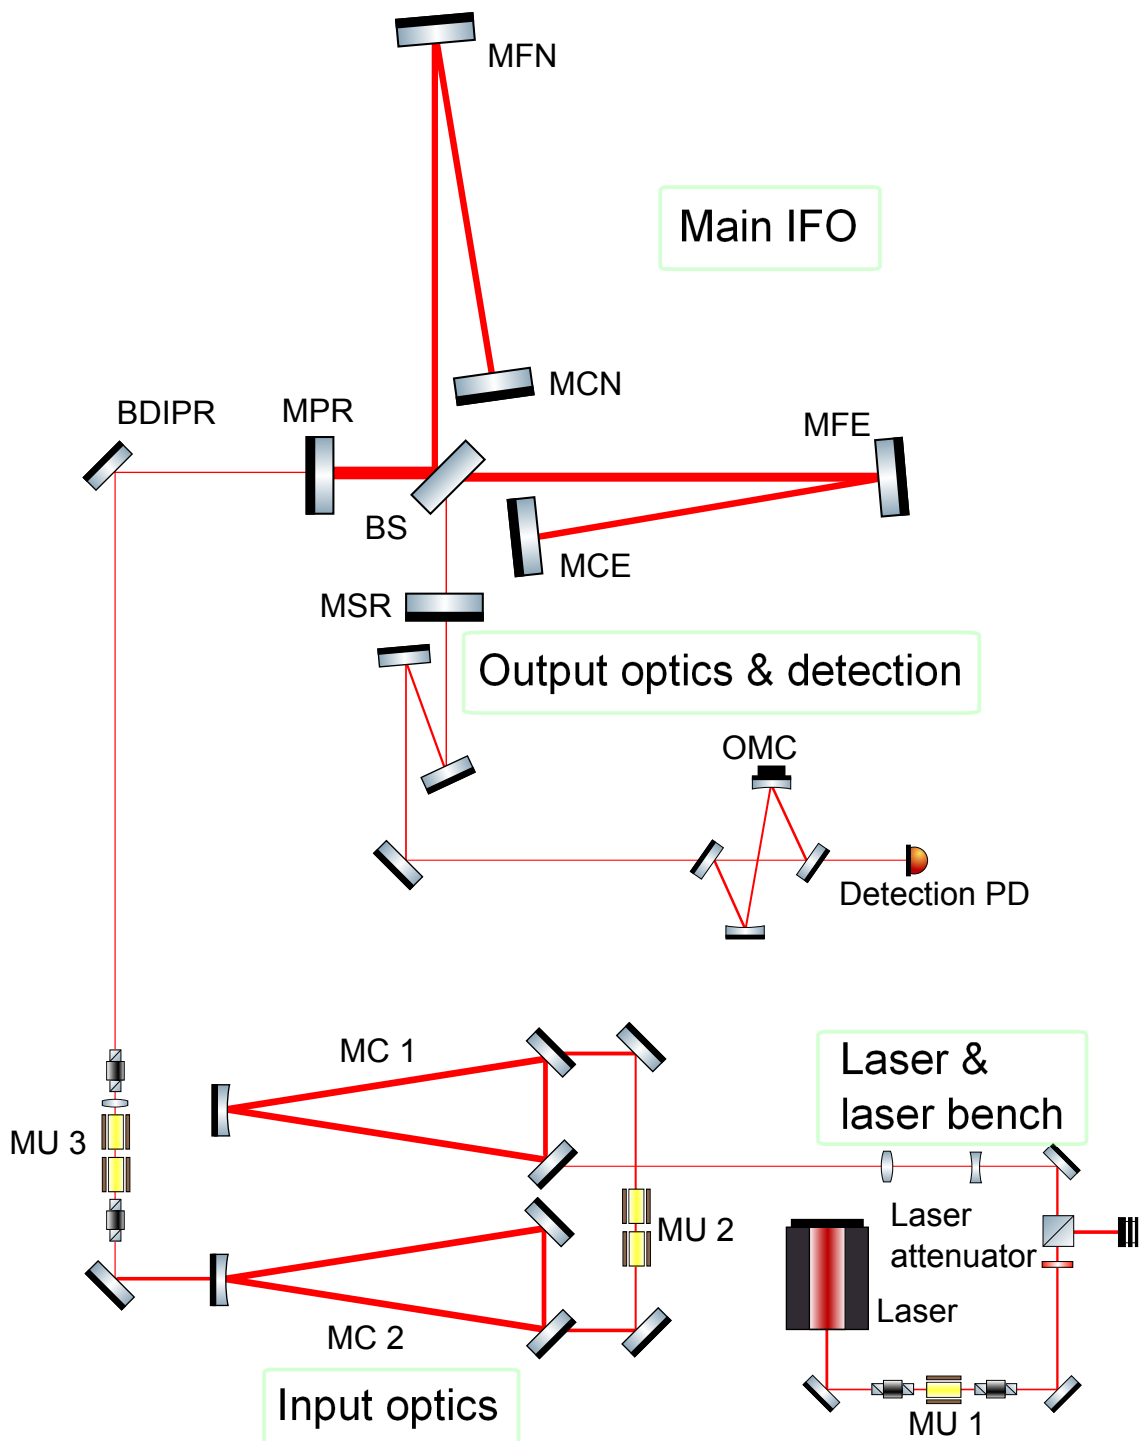 MFN
Main IFO
MCN
BDIPR
MPR
MFE
BS
MCE
MSR
Output optics & detection
OMC
Detection PD
MC 1
Laser &
laser bench
MU 3
Laser
attenuator
MU 2
Laser
MC 2
Input optics
MU 1